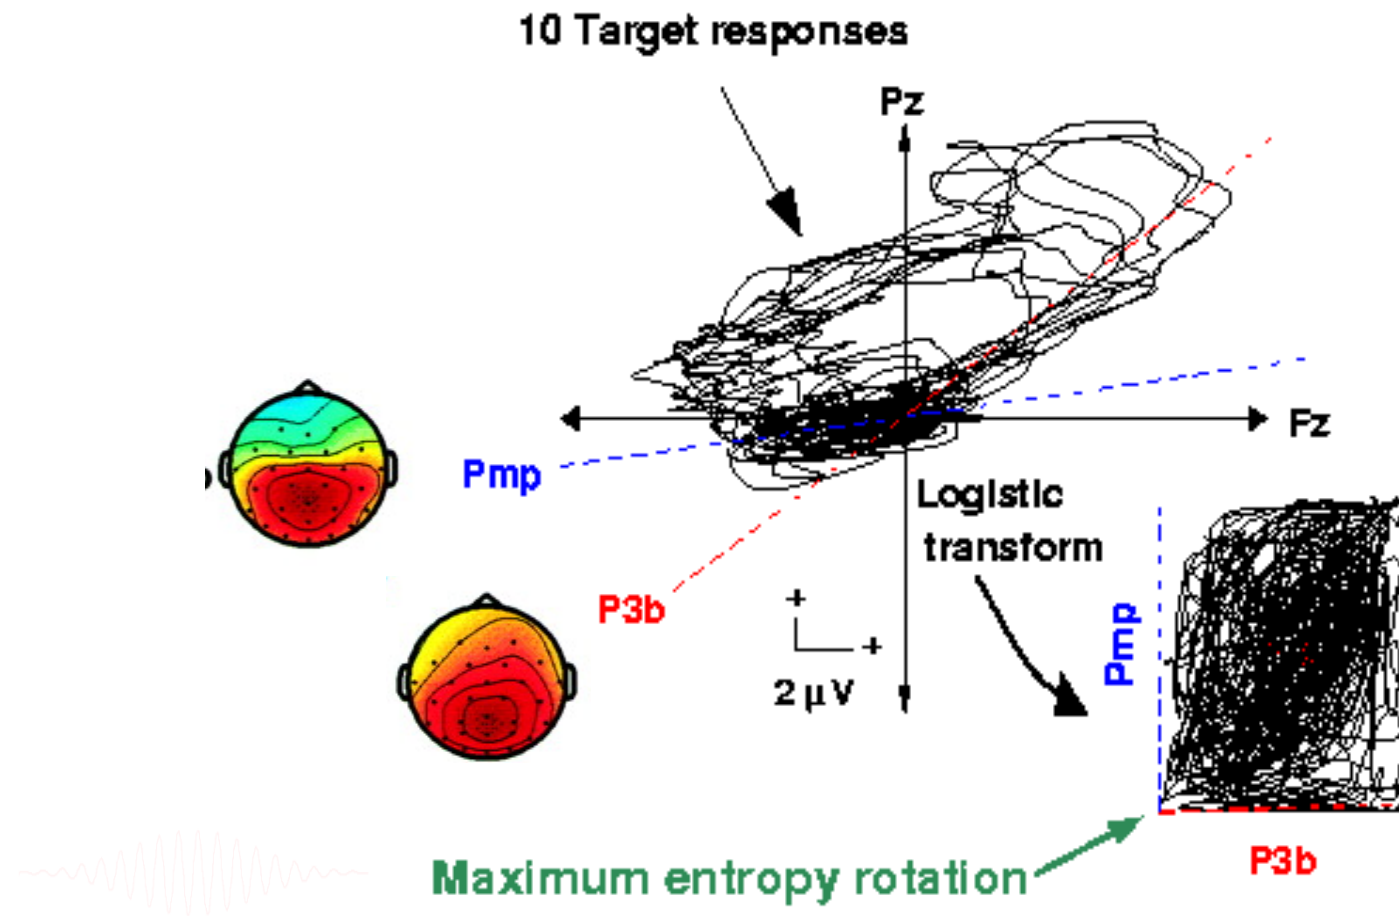 10 Target responses
Pz
Fz
Pmp
Logistic
transform
P3b
+
+
2 μV
Pmp
P3b
Maximum entropy rotation